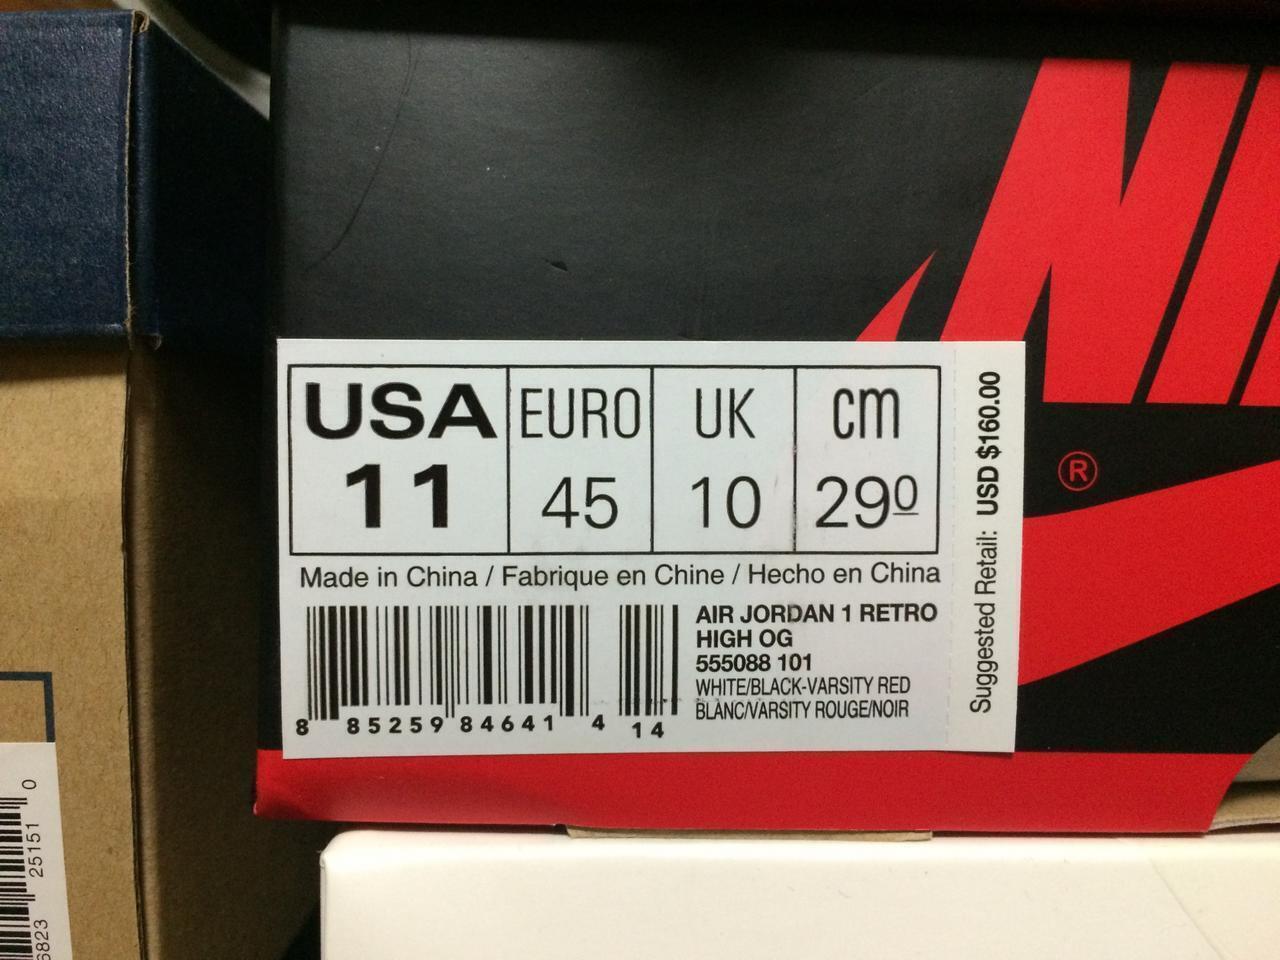 NI
®
USA EURO UK cm
11 45 10 29 0
Made in China / Fabrique en Chine / Hecho en China
AIR JORDAN 1 RETRO
HIGH OG
555088 101
WHITE/BLACK-VARSITY RED
BLANC/VARSITY ROUGE/NOIR
8 85259 84641 4 14
Suggested Retail: USD $160.00
6823 25151 0